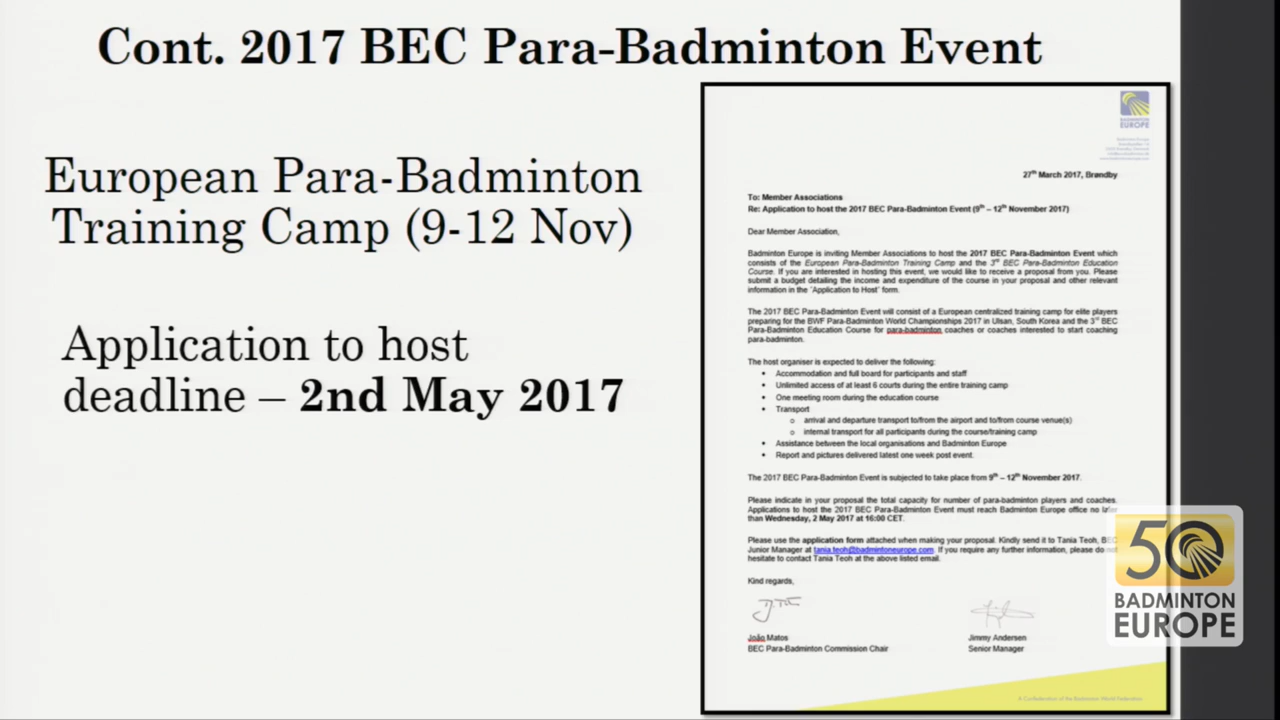 Cont. 2017 BEC Para-Badminton Event
European Para-Badminton
Training Camp (9-12 Nov)
Application to host
deadline – 2nd May 2017
BADMINTON
EUROPE
27th March 2017, Brøndby
To: Member Associations
Re: Application to host the 2017 BEC Para-Badminton Event (9th – 12th November 2017)
Dear Member Association,
Badminton Europe is inviting Member Associations to host the 2017 BEC Para-Badminton Event which
consists of the European Para-Badminton Training Camp and the 3rd BEC Para-Badminton Education
Course. If you are interested in hosting this event, we would like to receive a proposal from you. Please
submit a budget detailing the income and expenditure of the course in your proposal and other relevant
information in the "Application to Host" form.
The 2017 BEC Para-Badminton Event will consist of a European centralized training camp for elite players
preparing for the BWF Para-Badminton World Championships 2017 in Ulsan, South Korea and the 3rd BEC
Para-Badminton Education Course for para-badminton coaches or coaches interested to start coaching
para-badminton.
The host organiser is expected to deliver the following:
• Accommodation and full board for participants and staff
• Unlimited access of at least 6 courts during the entire training camp
• One meeting room during the education course
• Transport
o arrival and departure transport to/from the airport and to/from course venue(s)
o internal transport for all participants during the course/training camp
• Assistance between the local organisations and Badminton Europe
• Report and pictures delivered latest one week post event.
The 2017 BEC Para-Badminton Event is subjected to take place from 9th – 12th November 2017.
Please indicate in your proposal the total capacity for number of para-badminton players and coaches.
Applications to host the 2017 BEC Para-Badminton Event must reach Badminton Europe office no later
than Wednesday, 2 May 2017 at 16:00 CET.
Please use the application form attached when making your proposal. Kindly send it to Tania Teoh, BEC
Junior Manager at tania.teoh@badmintoneurope.com. If you require any further information, please do not
hesitate to contact Tania Teoh at the above listed email.
Kind regards,
João Matos
BEC Para-Badminton Commission Chair
Jimmy Andersen
Senior Manager
A Confederation of the Badminton World Federation
50
BADMINTON
EUROPE